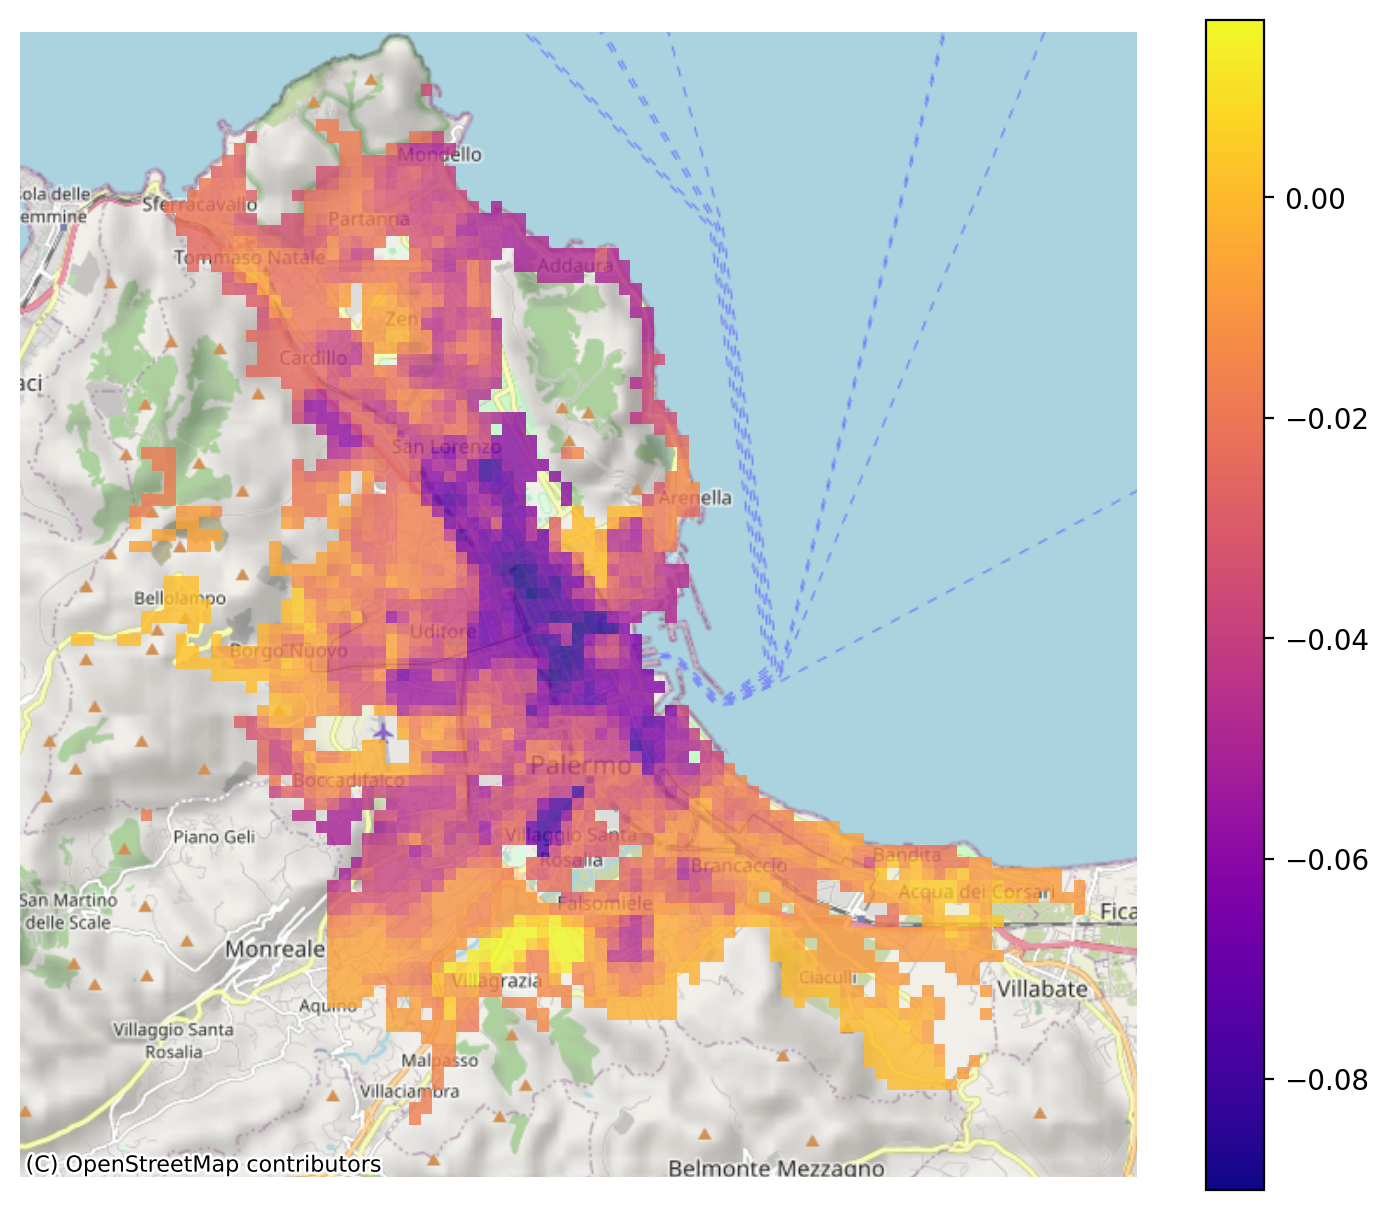 Mondello
sola delle
emmine
Sferracavallo
Partanna
Tommaso Natale
Addaura
Zen
Cardillo
aci
San Lorenzo
Arenella
Bellolampo
Uditore
Borgo Nuovo
Palermo
Boccadifalco
Piano Geli
Villaggio Santa
Rosalia
Brancaccio
Bandita
Acqua dei Corsari
San Martino
delle Scale
Falsomiele
Fica
Monreale
Villagrazia
Ciaculli
Villabate
Aquino
Villaggio Santa
Rosalia
Malpasso
Villaciambra
Belmonte Mezzagno
(C) OpenStreetMap contributors
0.00
−0.02
−0.04
−0.06
−0.08